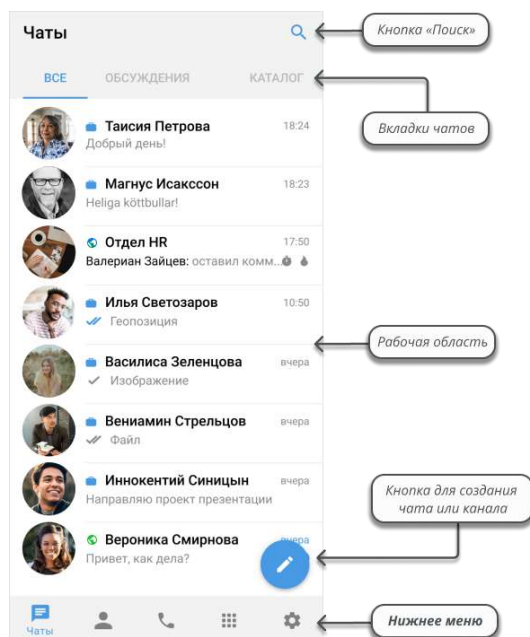 Чаты
Кнопка «Поиск»
ВСЕ ОБСУЖДЕНИЯ КАТАЛОГ
Вкладки чатов
Таисия Петрова 18:24
Добрый день!
Магнус Исакссон 18:23
Heliga köttbullar!
Отдел HR 17:50
Валериан Зайцев: оставил комм...
Илья Светозаров 10:50
Геопозиция
Рабочая область
Василиса Зеленцова вчера
Изображение
Вениамин Стрельцов вчера
Файл
Иннокентий Синицын вчера
Направляю проект презентации
Кнопка для создания
чата или канала
Вероника Смирнова вчера
Привет, как дела?
Чаты
Нижнее меню